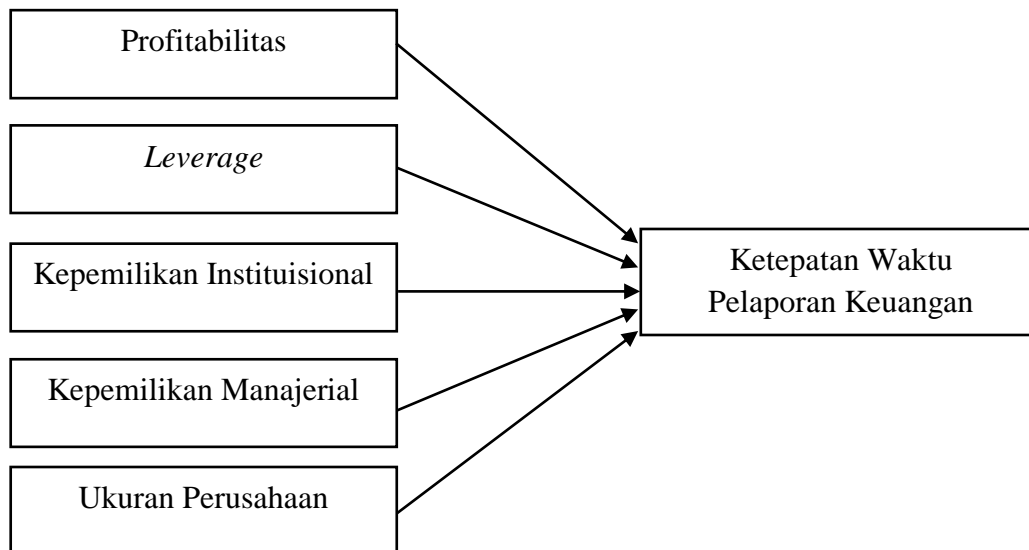 Profitabilitas
Leverage
Kepemilikan Instituisional
Ketepatan Waktu
Pelaporan Keuangan
Kepemilikan Manajerial
Ukuran Perusahaan